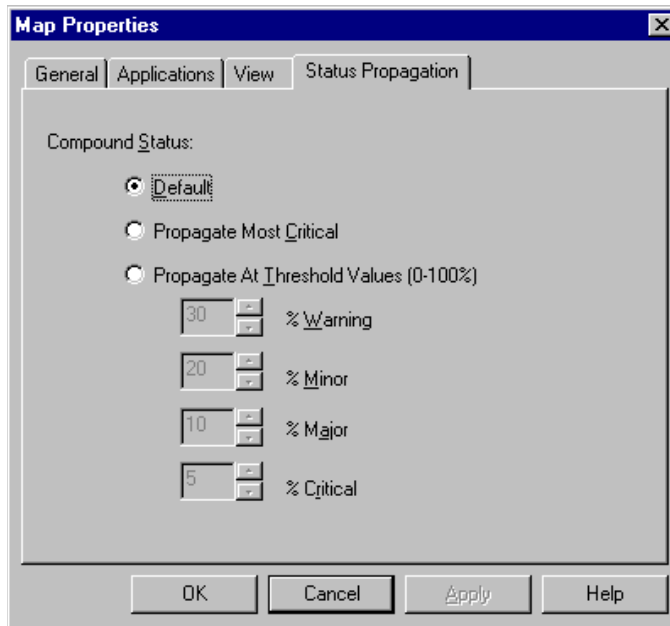 Map Properties
General Applications View Status Propagation
Compound Status:
Default
Propagate Most Critical
Propagate At Threshold Values (0-100%)
30 % Warning
20 % Minor
10 % Major
5 % Critical
OK Cancel Apply Help